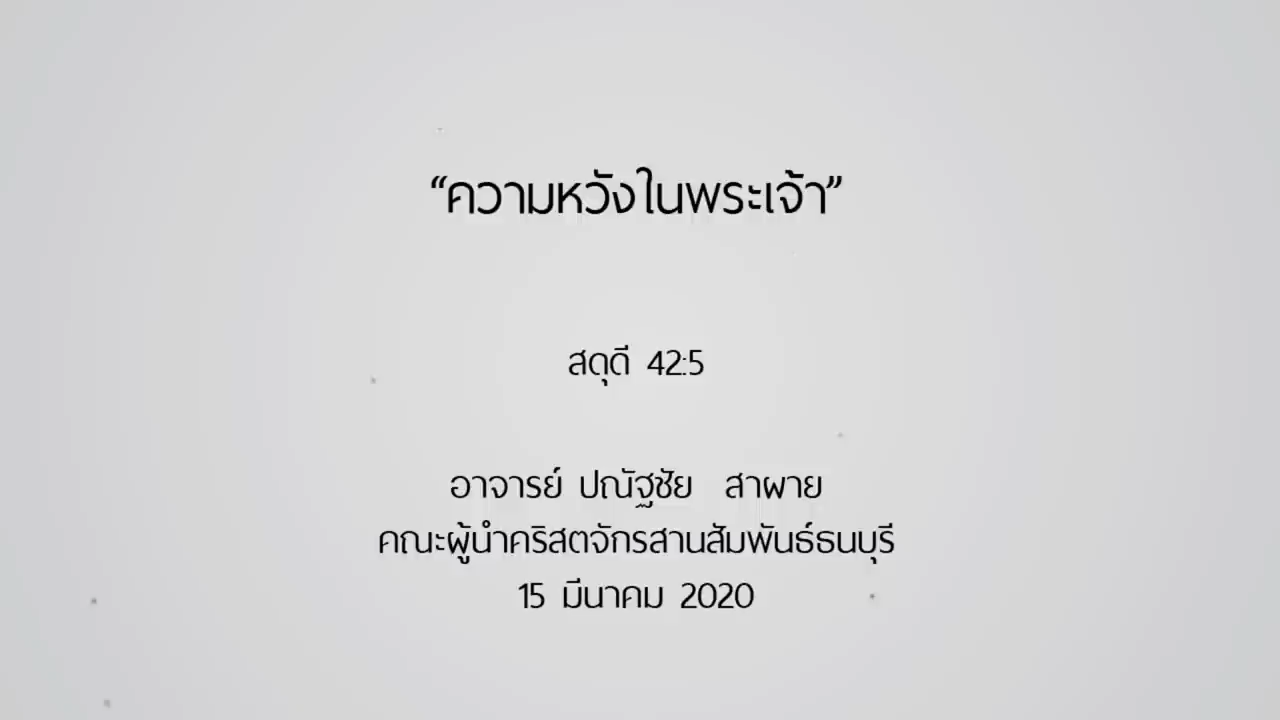 “ความหวังในพระเจ้า”
สดุดี 42:5
อาจารย์ ปณัฐชัย สาผาย
คณะผู้นำคริสตจักรสานสัมพันธ์ธนบุรี
15 มีนาคม 2020